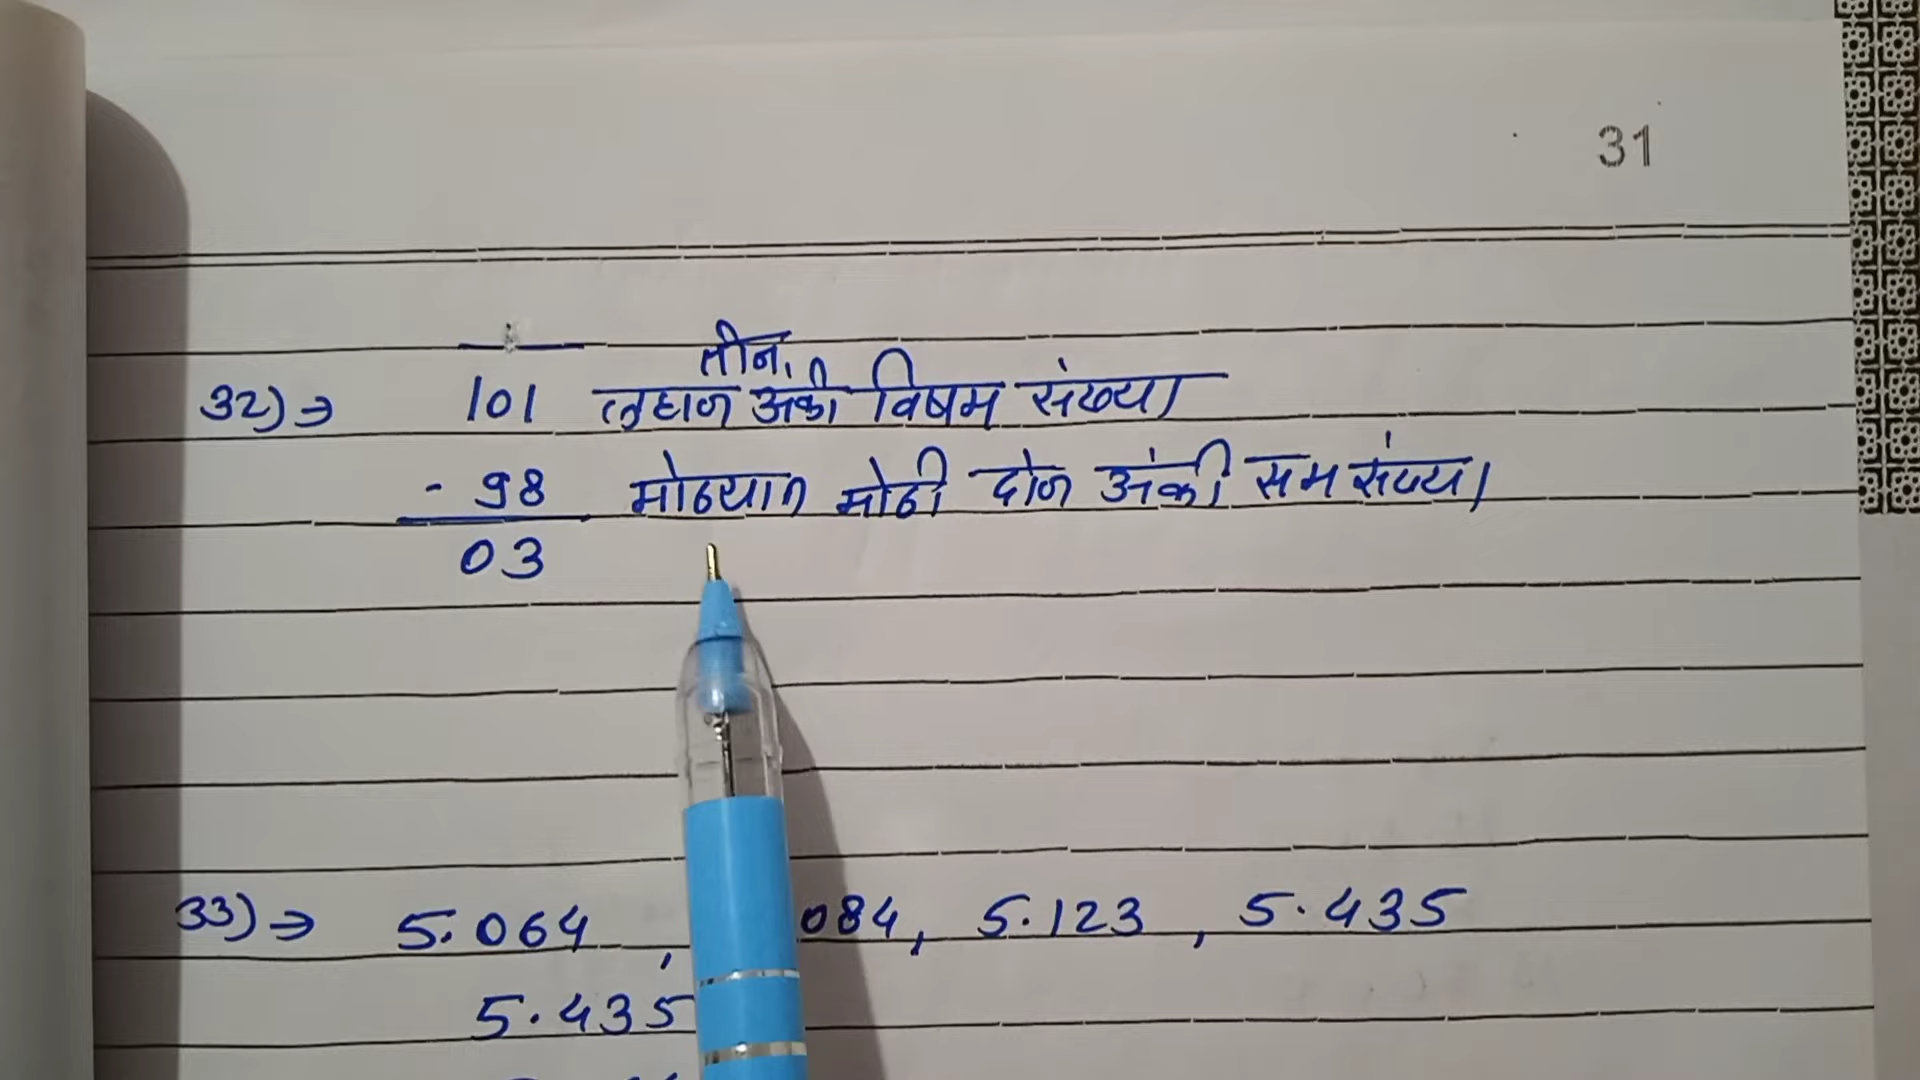 31
तीन,
32)⇒ 101 लहान अंकी विषम संख्या
- 98 मोठ्यात मोठी दोन अंकी सम संख्या
03
33)⇒ 5.064 , 084, 5.123 , 5.435
5.435